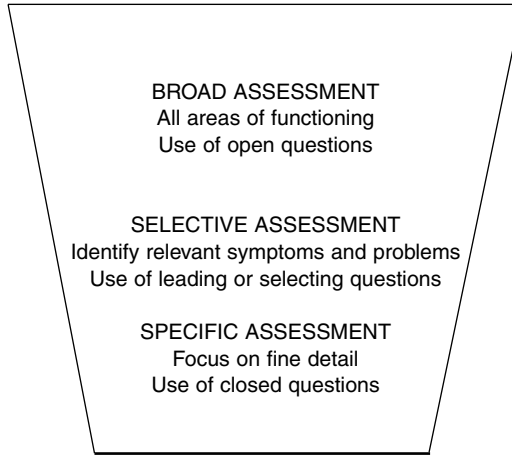 BROAD ASSESSMENT
All areas of functioning
Use of open questions
SELECTIVE ASSESSMENT
Identify relevant symptoms and problems
Use of leading or selecting questions
SPECIFIC ASSESSMENT
Focus on fine detail
Use of closed questions